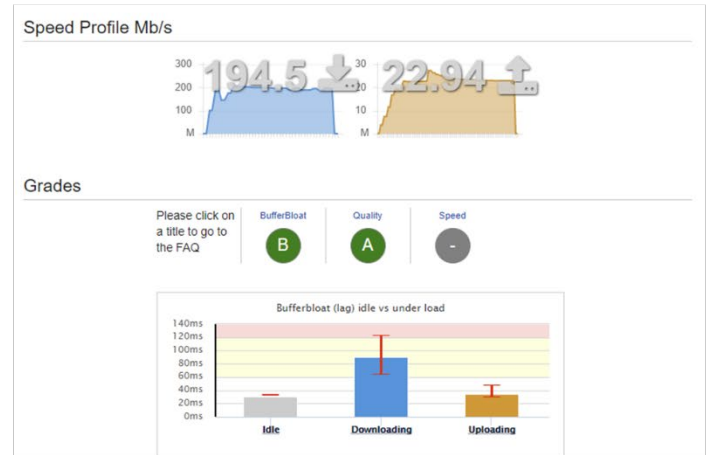 Speed Profile Mb/s
300
200
100
M
194.5
30
10
M
22.94
Grades
Please click on
a title to go to
the FAQ
BufferBloat
B
Quality
A
Speed
-
Bufferbloat (lag) idle vs under load
140ms
120ms
100ms
80ms
60ms
40ms
20ms
0ms
Idle
Downloading
Uploading